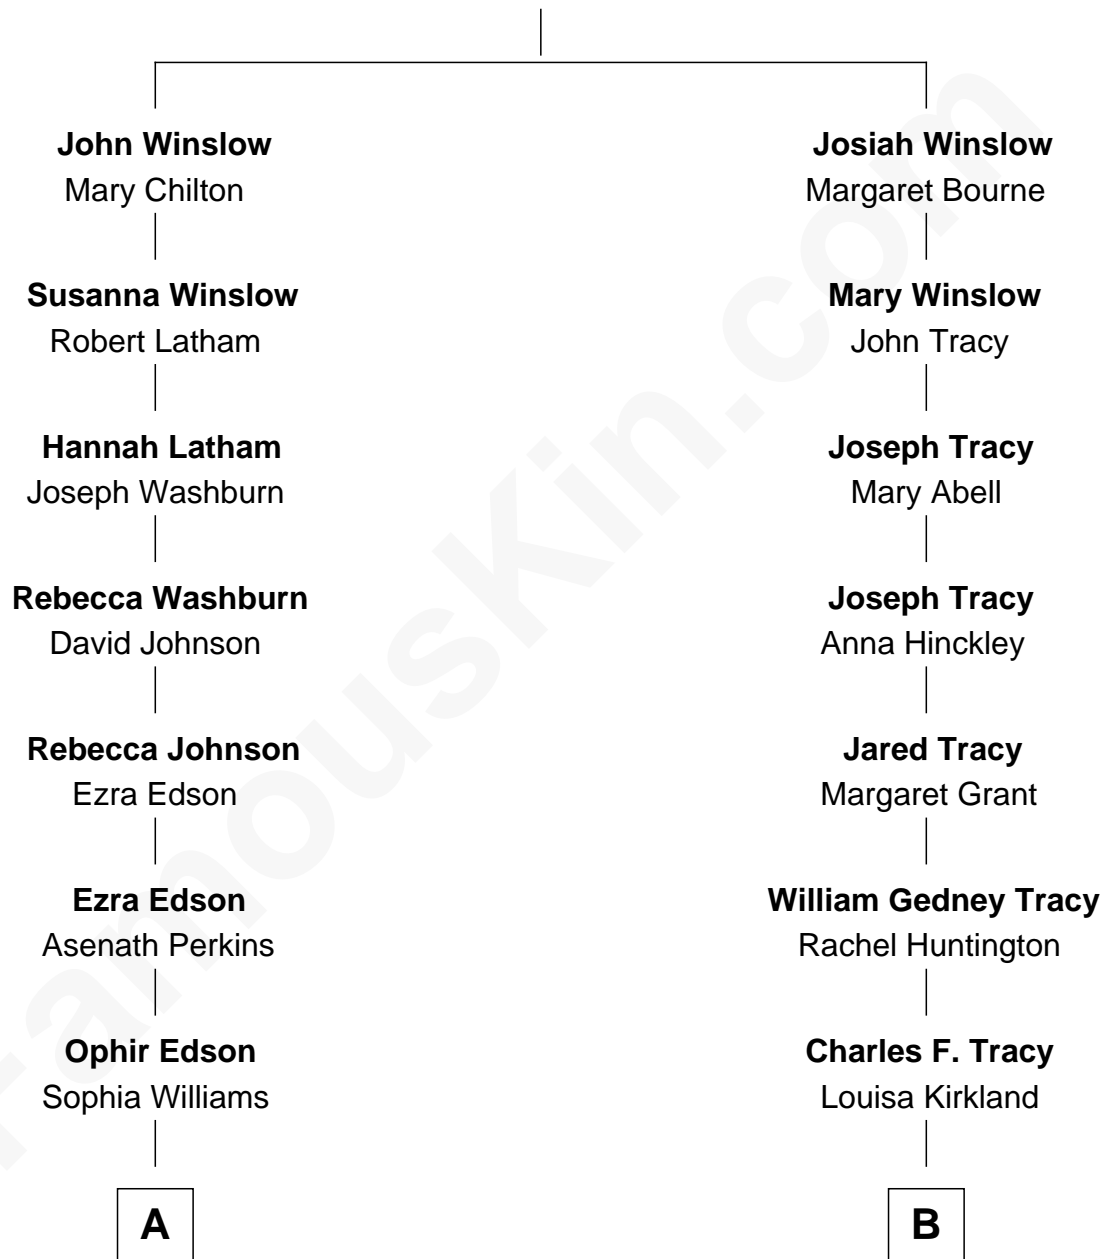 John Winslow
Mary Chilton
Susanna Winslow
Robert Latham
Hannah Latham
Joseph Washburn
Rebecca Washburn
David Johnson
Rebecca Johnson
Ezra Edson
Ezra Edson
Asenath Perkins
Ophir Edson
Sophia Williams
A
Josiah Winslow
Margaret Bourne
Mary Winslow
John Tracy
Joseph Tracy
Mary Abell
Joseph Tracy
Anna Hinckley
Jared Tracy
Margaret Grant
William Gedney Tracy
Rachel Huntington
Charles F. Tracy
Louisa Kirkland
B
FamousKin.com